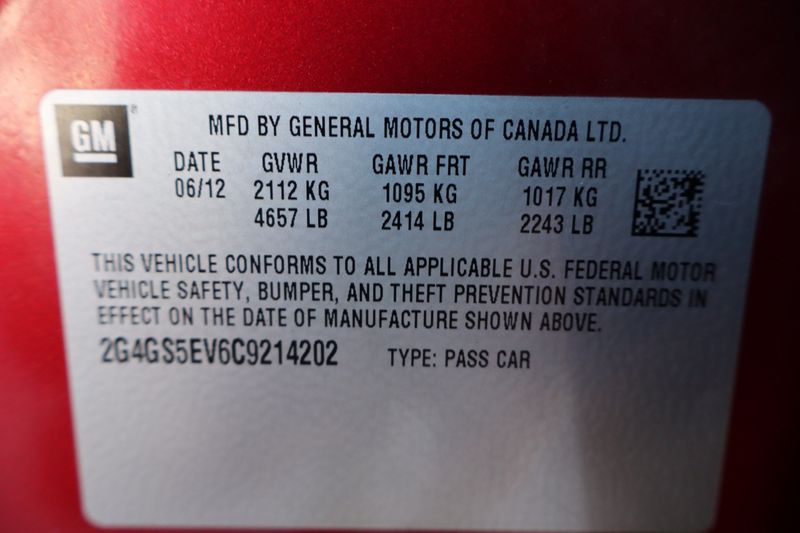 GM ®
MFD BY GENERAL MOTORS OF CANADA LTD.
DATE GVWR GAWR FRT GAWR RR
06/12 2112 KG 1095 KG 1017 KG
4657 LB 2414 LB 2243 LB
THIS VEHICLE CONFORMS TO ALL APPLICABLE U.S. FEDERAL MOTOR
VEHICLE SAFETY, BUMPER, AND THEFT PREVENTION STANDARDS IN
EFFECT ON THE DATE OF MANUFACTURE SHOWN ABOVE.
2G4GS5EV6C9214202 TYPE: PASS CAR